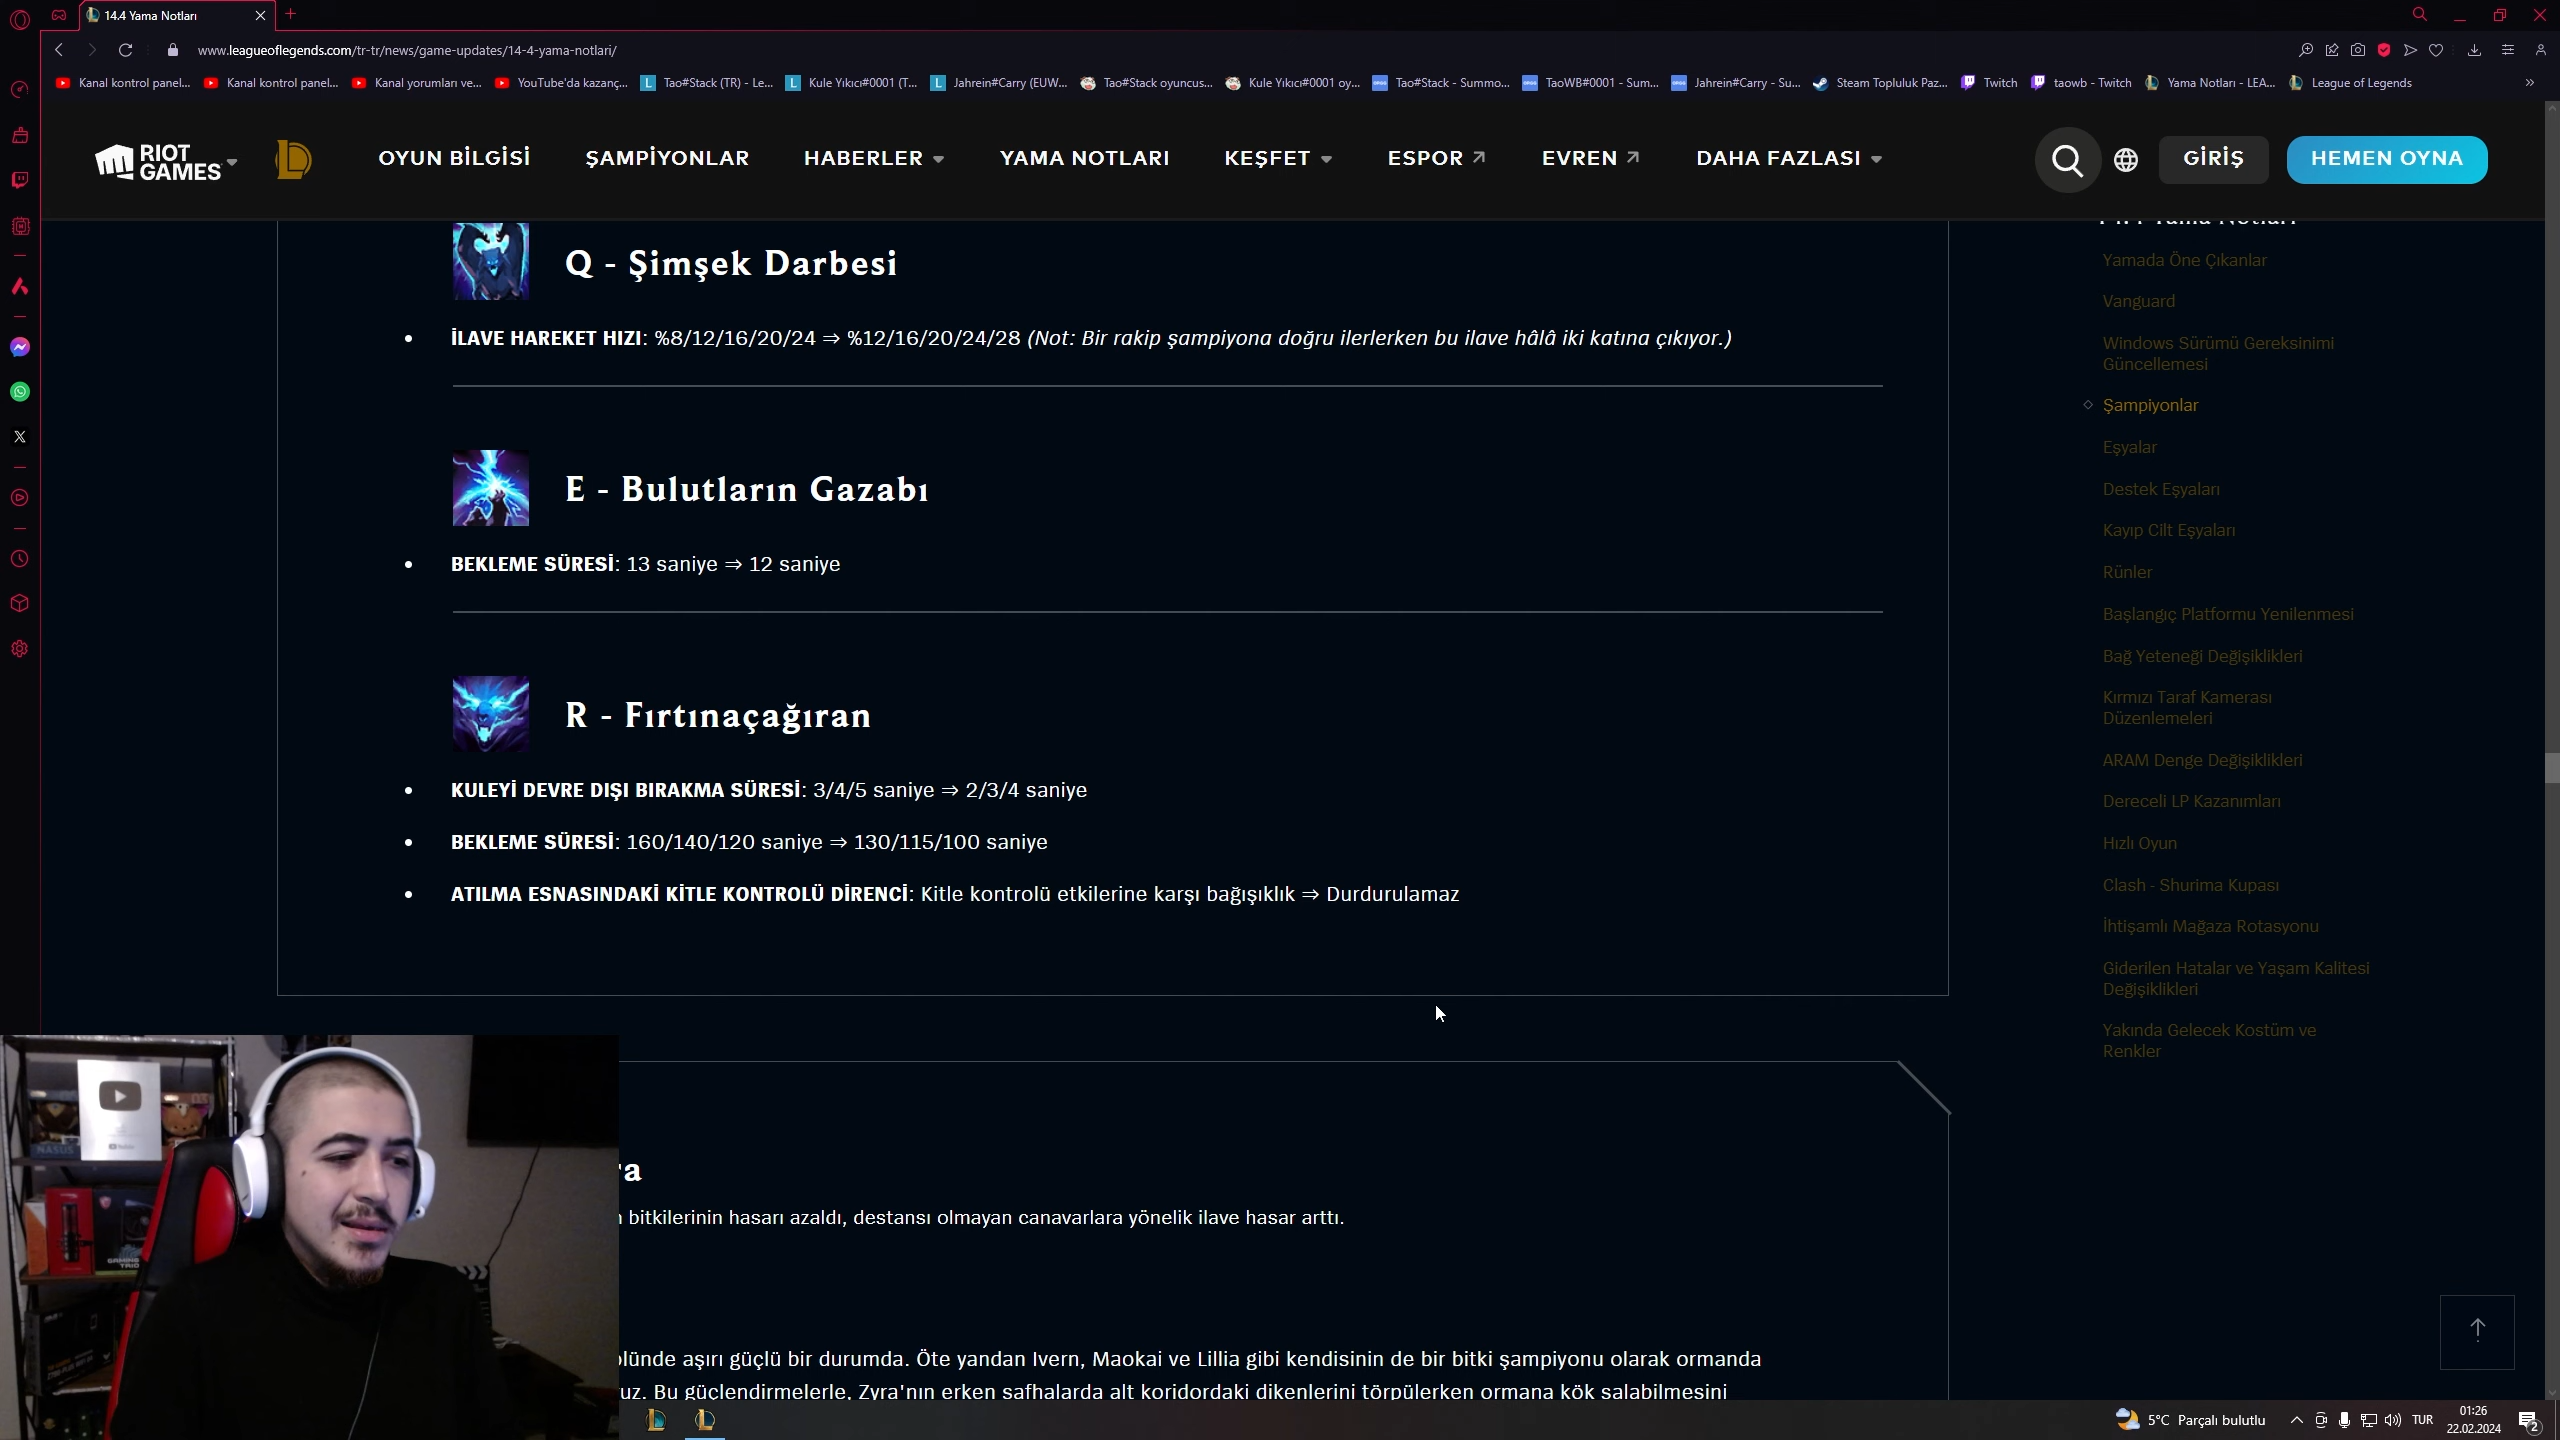 14.4 Yama Notları
www.leagueoflegends.com/tr-tr/news/game-updates/14-4-yama-notlari/
Kanal kontrol panel... Kanal kontrol panel... Kanal yorumları ve... YouTube'da kazanç... Tao#Stack (TR) - Le... Kule Yıkıcı#0001 (T... Jahrein#Carry (EUW... Tao#Stack oyuncus... Kule Yıkıcı#0001 oy... Tao#Stack - Summo... TaoWB#0001 - Sum... Jahrein#Carry - Su... Steam Topluluk Paz... Twitch taowb - Twitch Yama Notları - LEA... League of Legends
RIOT GAMES OYUN BİLGİSİ ŞAMPİYONLAR HABERLER YAMA NOTLARI KEŞFET ESPOR EVREN DAHA FAZLASI GİRİŞ HEMEN OYNA
Q - Şimşek Darbesi
İLAVE HAREKET HIZI: %8/12/16/20/24 ⇒ %12/16/20/24/28 (Not: Bir rakip şampiyona doğru ilerlerken bu ilave hâlâ iki katına çıkıyor.)
E - Bulutların Gazabı
BEKLEME SÜRESİ: 13 saniye ⇒ 12 saniye
R - Fırtınaçağıran
KULEYİ DEVRE DIŞI BIRAKMA SÜRESİ: 3/4/5 saniye ⇒ 2/3/4 saniye
BEKLEME SÜRESİ: 160/140/120 saniye ⇒ 130/115/100 saniye
ATILMA ESNASINDAKİ KİTLE KONTROLÜ DİRENCİ: Kitle kontrolü etkilerine karşı bağışıklık ⇒ Durdurulamaz
ra
bitkilerinin hasarı azaldı, destansı olmayan canavarlara yönelik ilave hasar arttı.
lünde aşırı güçlü bir durumda. Öte yandan Ivern, Maokai ve Lillia gibi kendisinin de bir bitki şampiyonu olarak ormanda
uz. Bu güçlendirmelerle, Zyra'nın erken safhalarda alt koridordaki dikenlerini törpülerken ormana kök salabilmesini
14.4 Yama Notları
Yamada Öne Çıkanlar
Vanguard
Windows Sürümü Gereksinimi
Güncellemesi
Şampiyonlar
Eşyalar
Destek Eşyaları
Kayıp Cilt Eşyaları
Rünler
Başlangıç Platformu Yenilenmesi
Bağ Yeteneği Değişiklikleri
Kırmızı Taraf Kamerası
Düzenlemeleri
ARAM Denge Değişiklikleri
Dereceli LP Kazanımları
Hızlı Oyun
Clash - Shurima Kupası
İhtişamlı Mağaza Rotasyonu
Giderilen Hatalar ve Yaşam Kalitesi
Değişiklikleri
Yakında Gelecek Kostüm ve
Renkler
NASUS
5°C Parçalı bulutlu TUR
01:26
22.02.2024
2